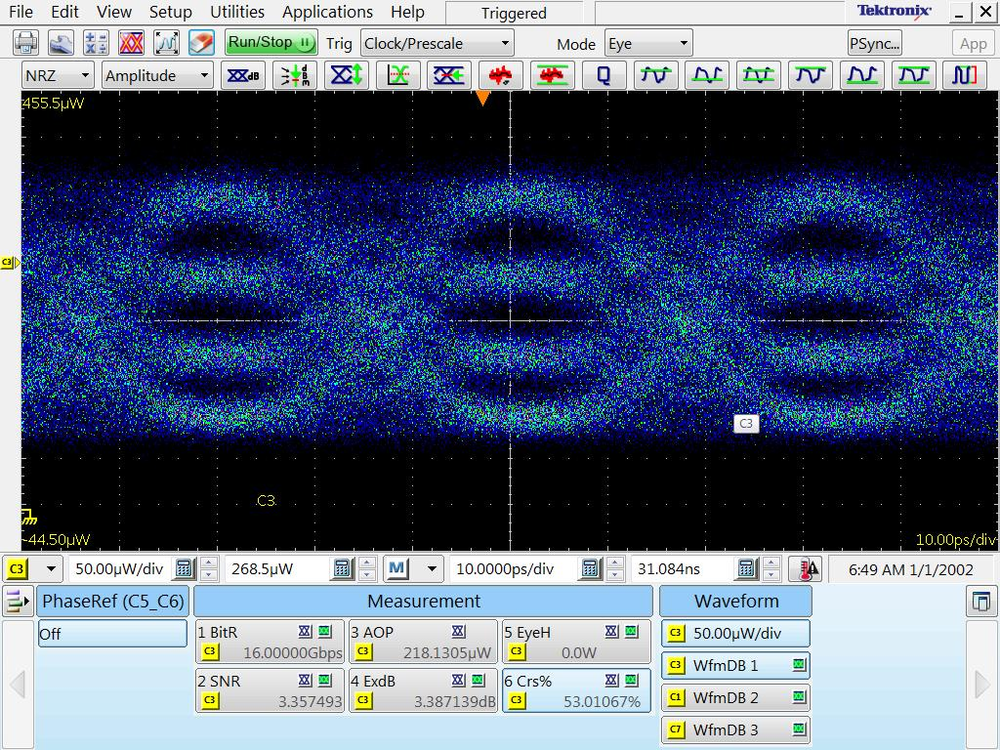 File Edit View Setup Utilities Applications Help Triggered Tektronix
Run/Stop Trig Clock/Prescale Mode Eye PSync... App
NRZ Amplitude dB dBm Q
455.5µW
C3
C3
C3
-44.50µW 10.00ps/div
C3 50.00µW/div 268.5µW M 10.0000ps/div 31.084ns 6:49 AM 1/1/2002
PhaseRef (C5_C6) Measurement Waveform
Off 1 BitR 3 AOP 5 EyeH C3 50.00µW/div
C3 16.00000Gbps C3 218.1305µW C3 0.0W C3 WfmDB 1
2 SNR 4 ExdB 6 Crs% C1 WfmDB 2
C3 3.357493 C3 3.387139dB C3 53.01067% C7 WfmDB 3